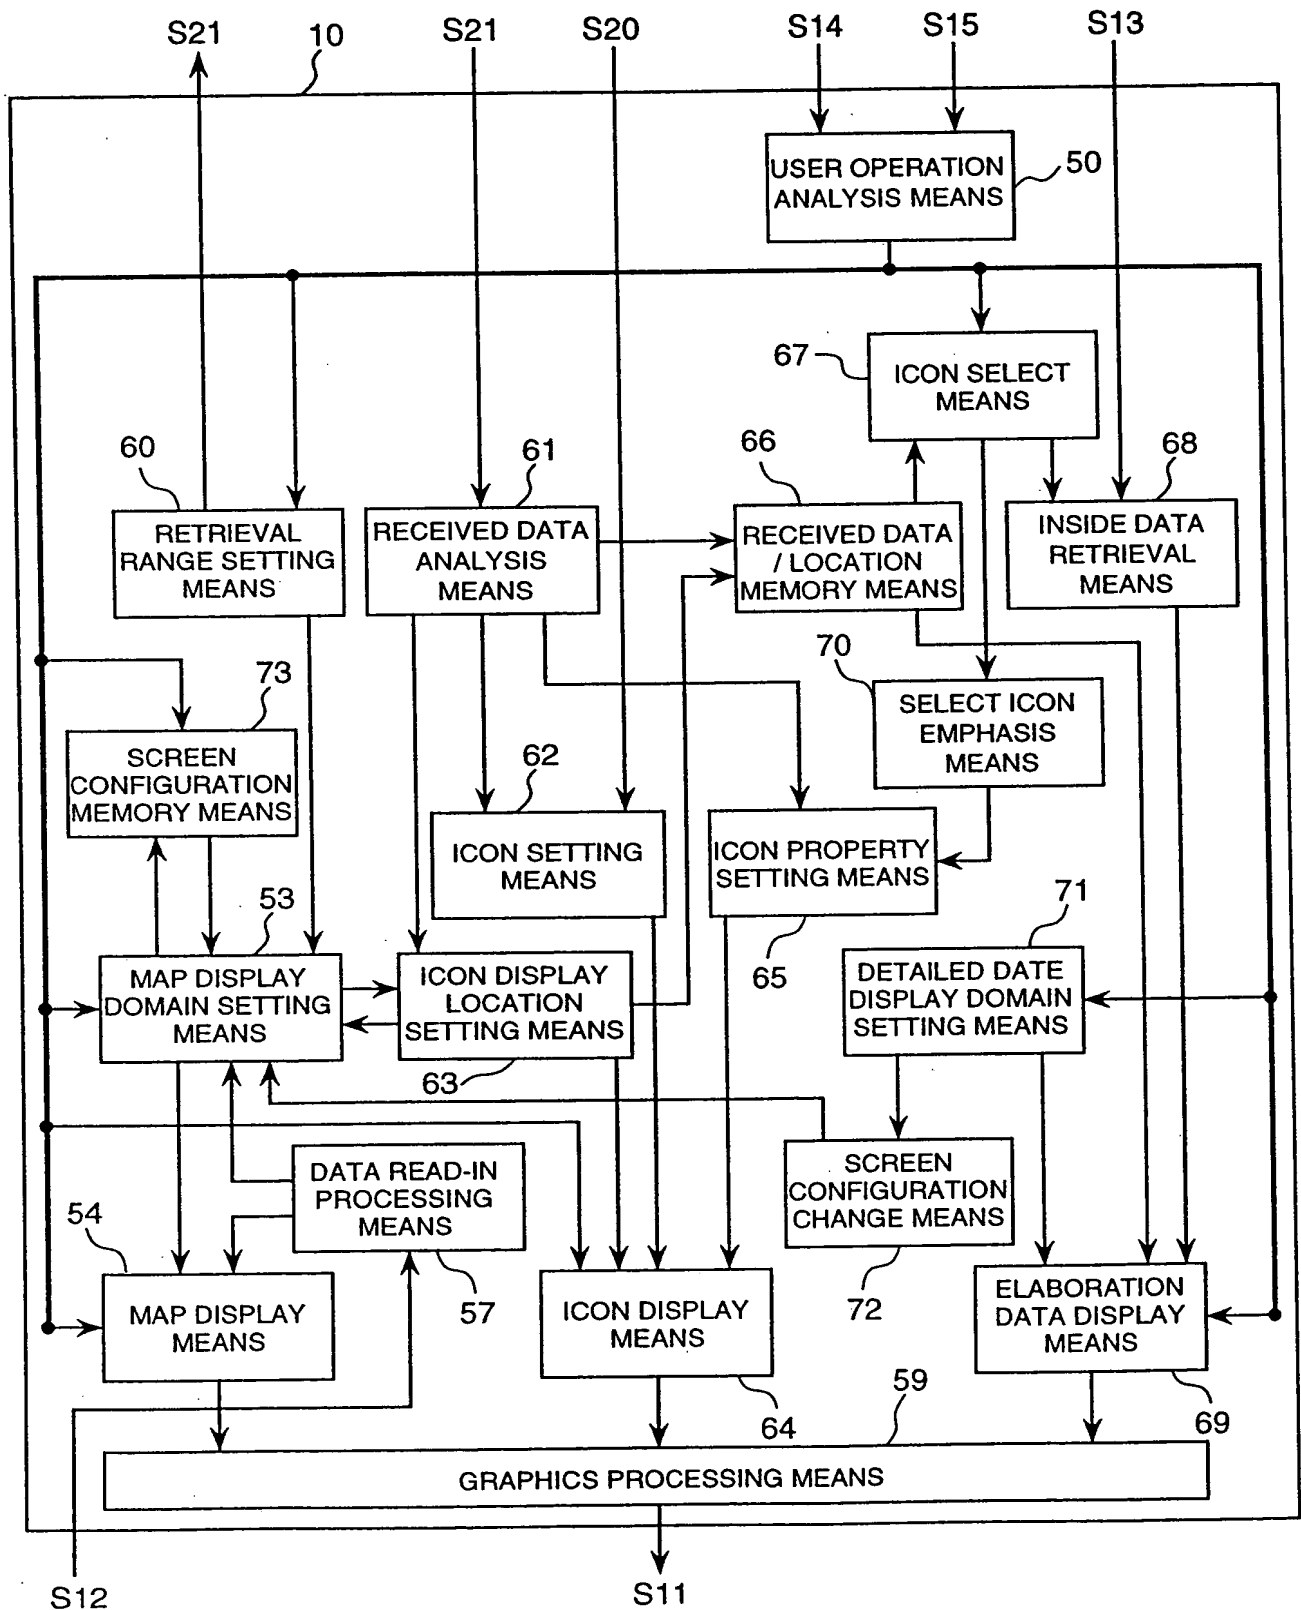 S21
10
S21
S20
S14
S15
S13
USER OPERATION
ANALYSIS MEANS
50
67
ICON SELECT
MEANS
60
61
66
68
RETRIEVAL
RANGE SETTING
MEANS
RECEIVED DATA
ANALYSIS
MEANS
RECEIVED DATA
/ LOCATION
MEMORY MEANS
INSIDE DATA
RETRIEVAL
MEANS
73
70
SELECT ICON
EMPHASIS
MEANS
SCREEN
CONFIGURATION
MEMORY MEANS
62
ICON SETTING
MEANS
ICON PROPERTY
SETTING MEANS
53
65
71
MAP DISPLAY
DOMAIN SETTING
MEANS
ICON DISPLAY
LOCATION
SETTING MEANS
DETAILED DATE
DISPLAY DOMAIN
SETTING MEANS
63
DATA READ-IN
PROCESSING
MEANS
SCREEN
CONFIGURATION
CHANGE MEANS
54
57
72
MAP DISPLAY
MEANS
ICON DISPLAY
MEANS
ELABORATION
DATA DISPLAY
MEANS
64
59
69
GRAPHICS PROCESSING MEANS
S12
S11